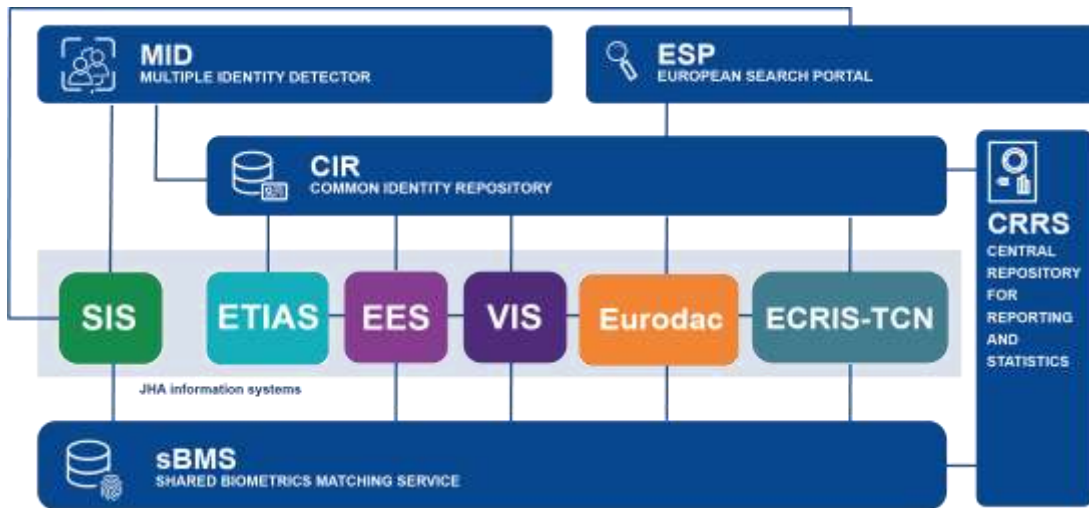 MID
MULTIPLE IDENTITY DETECTOR
ESP
EUROPEAN SEARCH PORTAL
CIR
COMMON IDENTITY REPOSITORY
CRRS
CENTRAL
REPOSITORY
FOR
REPORTING
AND
STATISTICS
SIS
ETIAS
EES
VIS
Eurodac
ECRIS-TCN
JHA information systems
sBMS
SHARED BIOMETRICS MATCHING SERVICE